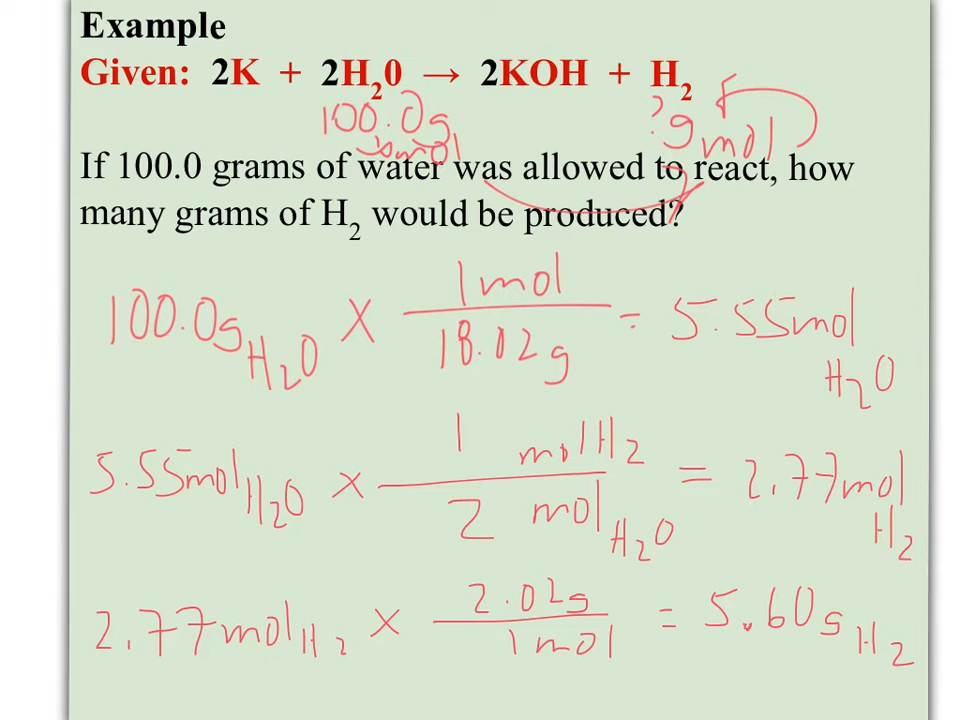 Example
Given: 2K + 2H₂0 → 2KOH + H₂
100.0g ? g mol
mol
If 100.0 grams of water was allowed to react, how
many grams of H₂ would be produced?
100.0g H₂O × 1mol / 18.02g = 5.55mol H₂O
5.55mol H₂O × 1 mol H₂ / 2 mol H₂O = 2.77mol H₂
2.77mol H₂ × 2.02g / 1mol = 5.60g H₂